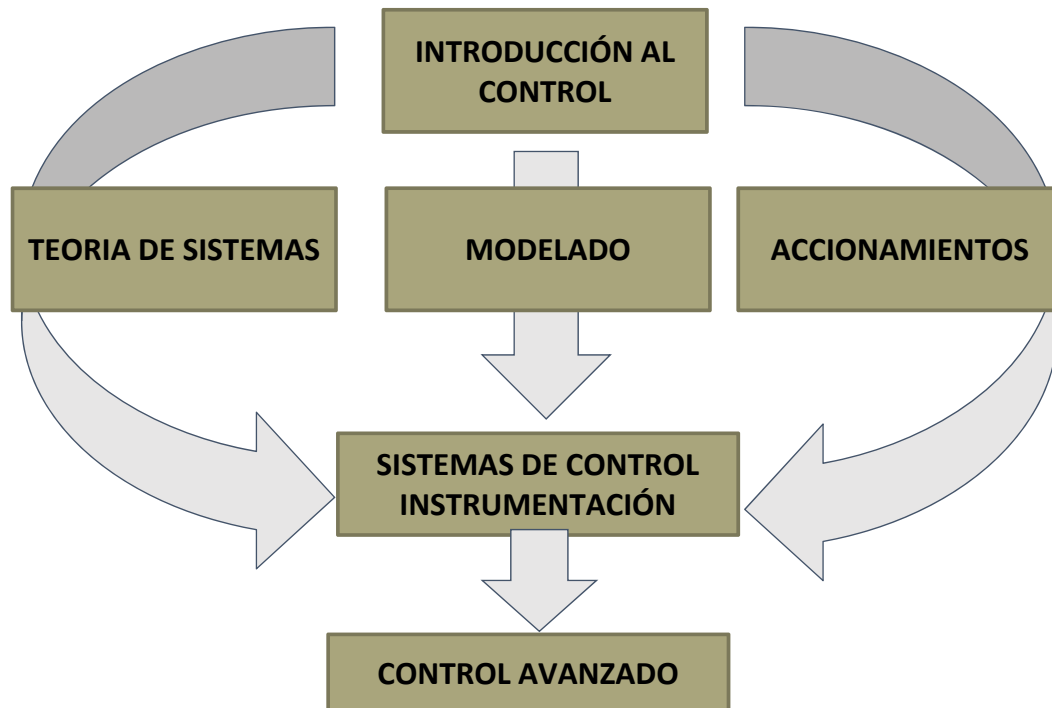 INTRODUCCIÓN AL
CONTROL
TEORIA DE SISTEMAS
MODELADO
ACCIONAMIENTOS
SISTEMAS DE CONTROL
INSTRUMENTACIÓN
CONTROL AVANZADO